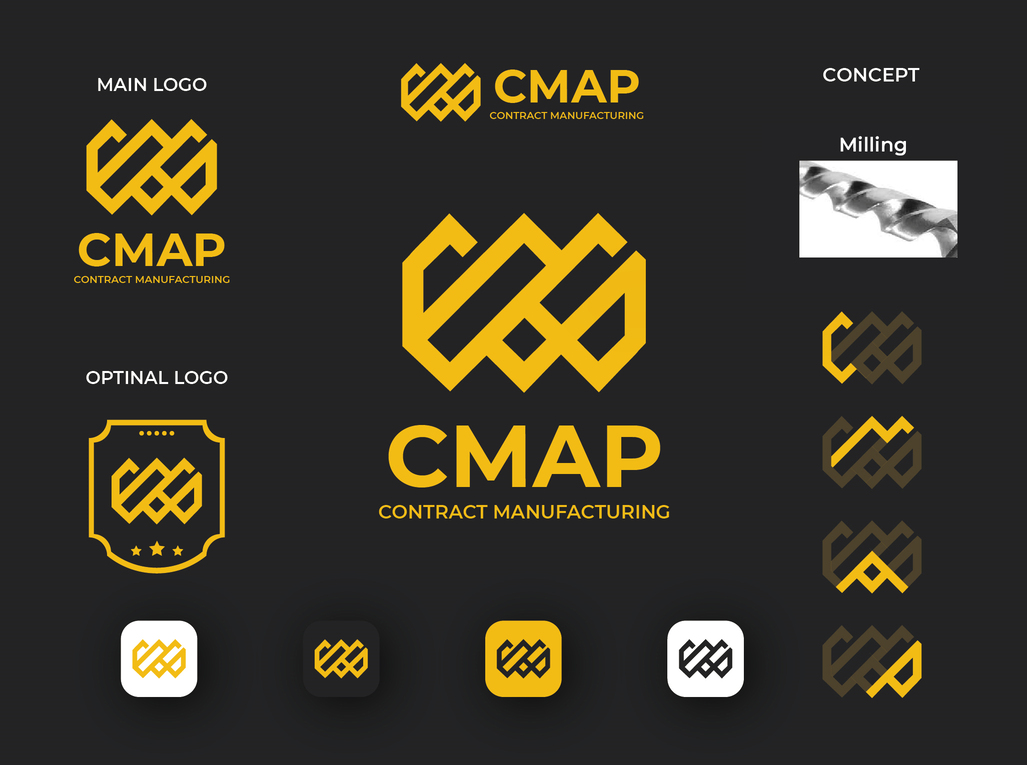 MAIN LOGO
CMAP
CONTRACT MANUFACTURING
CMAP
CONTRACT MANUFACTURING
CONCEPT
Milling
CMAP
CONTRACT MANUFACTURING
OPTINAL LOGO